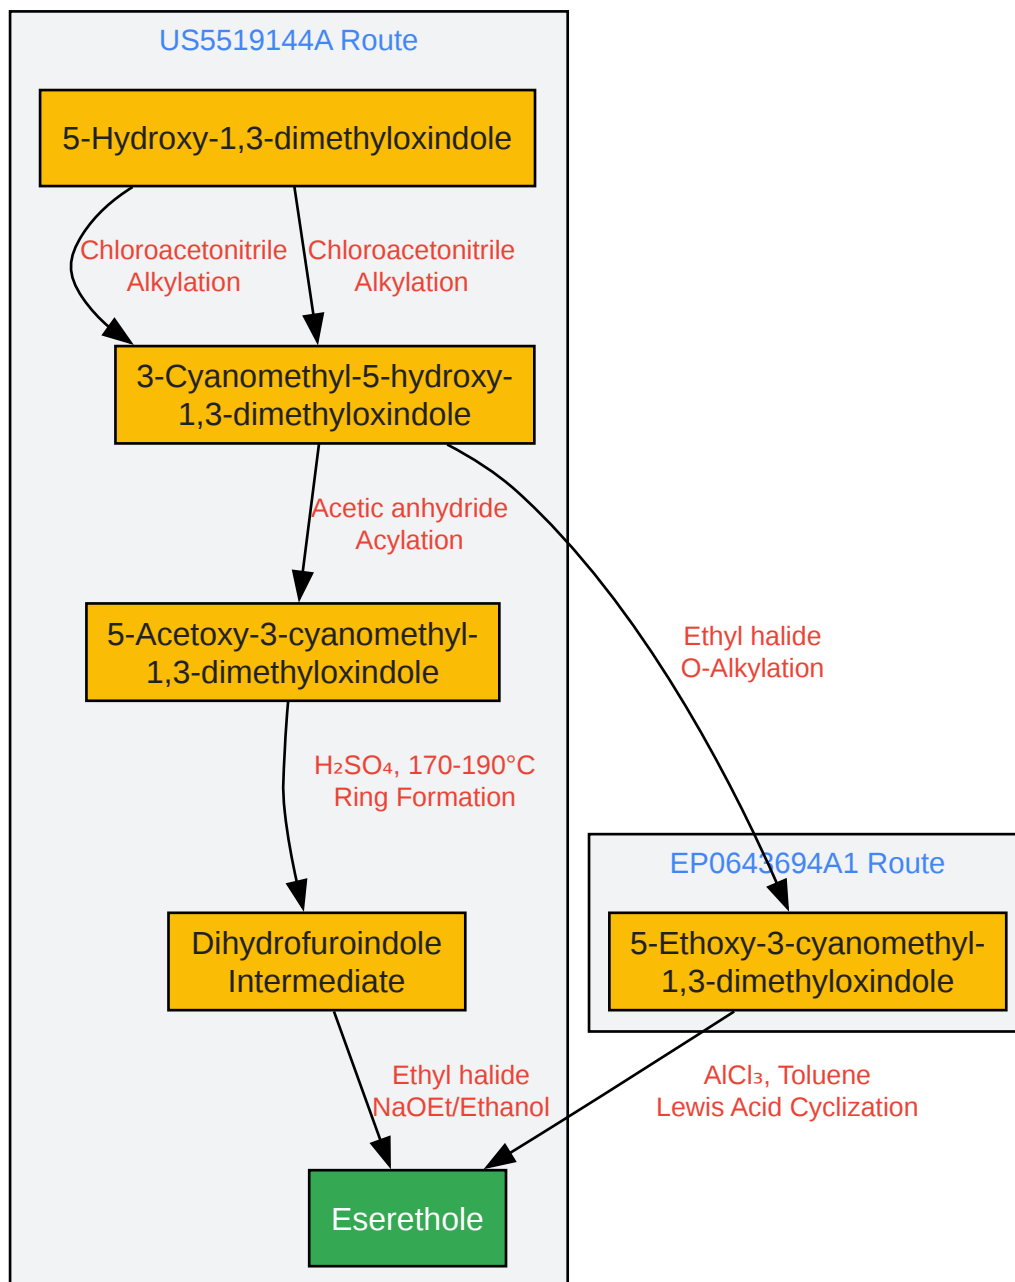 US5519144A Route
5-Hydroxy-1,3-dimethyloxindole
Chloroacetonitrile
Alkylation
Chloroacetonitrile
Alkylation
3-Cyanomethyl-5-hydroxy-
1,3-dimethyloxindole
Acetic anhydride
Acylation
5-Acetoxy-3-cyanomethyl-
1,3-dimethyloxindole
Ethyl halide
O-Alkylation
H₂SO₄, 170-190°C
Ring Formation
EP0643694A1 Route
Dihydrofuroindole
Intermediate
5-Ethoxy-3-cyanomethyl-
1,3-dimethyloxindole
Ethyl halide
NaOEt/Ethanol
AlCl₃, Toluene
Lewis Acid Cyclization
Eserethole